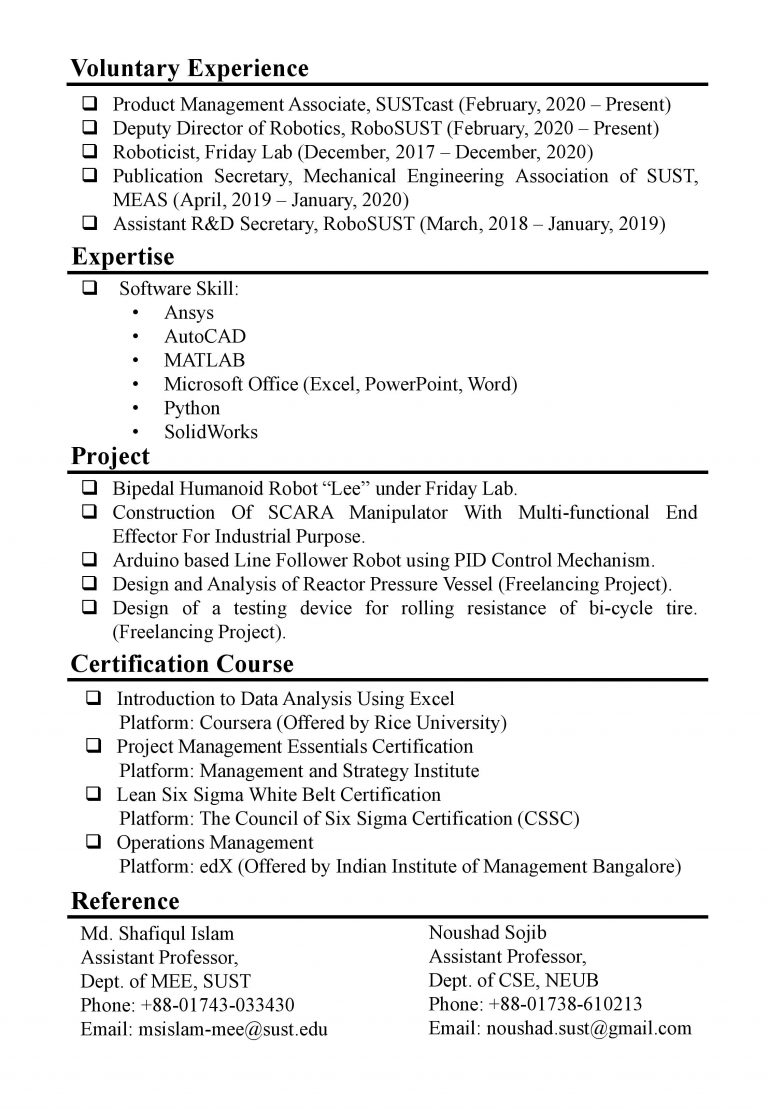 Voluntary Experience
Product Management Associate, SUSTcast (February, 2020 – Present)
Deputy Director of Robotics, RoboSUST (February, 2020 – Present)
Roboticist, Friday Lab (December, 2017 – December, 2020)
Publication Secretary, Mechanical Engineering Association of SUST,
MEAS (April, 2019 – January, 2020)
Assistant R&D Secretary, RoboSUST (March, 2018 – January, 2019)
Expertise
Software Skill:
• Ansys
• AutoCAD
• MATLAB
• Microsoft Office (Excel, PowerPoint, Word)
• Python
• SolidWorks
Project
Bipedal Humanoid Robot “Lee” under Friday Lab.
Construction Of SCARA Manipulator With Multi-functional End
Effector For Industrial Purpose.
Arduino based Line Follower Robot using PID Control Mechanism.
Design and Analysis of Reactor Pressure Vessel (Freelancing Project).
Design of a testing device for rolling resistance of bi-cycle tire.
(Freelancing Project).
Certification Course
Introduction to Data Analysis Using Excel
Platform: Coursera (Offered by Rice University)
Project Management Essentials Certification
Platform: Management and Strategy Institute
Lean Six Sigma White Belt Certification
Platform: The Council of Six Sigma Certification (CSSC)
Operations Management
Platform: edX (Offered by Indian Institute of Management Bangalore)
Reference
Md. Shafiqul Islam
Assistant Professor,
Dept. of MEE, SUST
Phone: +88-01743-033430
Email: msislam-mee@sust.edu
Noushad Sojib
Assistant Professor,
Dept. of CSE, NEUB
Phone: +88-01738-610213
Email: noushad.sust@gmail.com